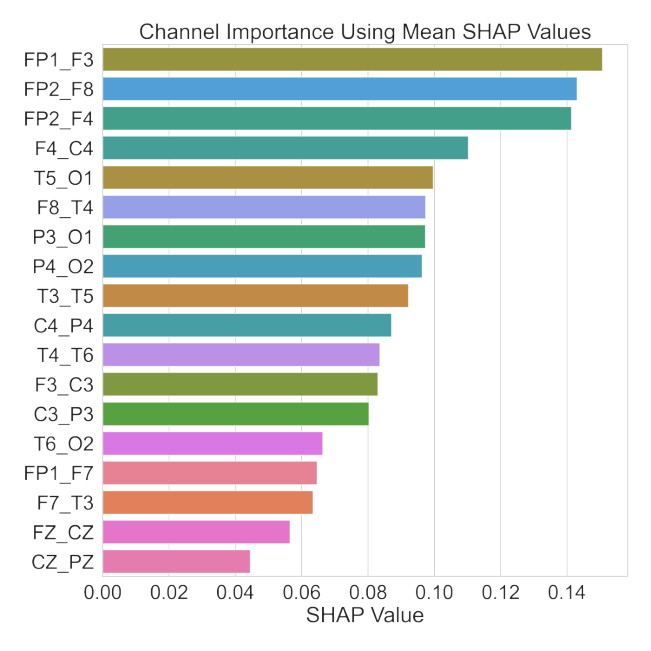 Channel Importance Using Mean SHAP Values
FP1_F3
FP2_F8
FP2_F4
F4_C4
T5_O1
F8_T4
P3_O1
P4_O2
T3_T5
C4_P4
T4_T6
F3_C3
C3_P3
T6_O2
FP1_F7
F7_T3
FZ_CZ
CZ_PZ
0.00 0.02 0.04 0.06 0.08 0.10 0.12 0.14
SHAP Value